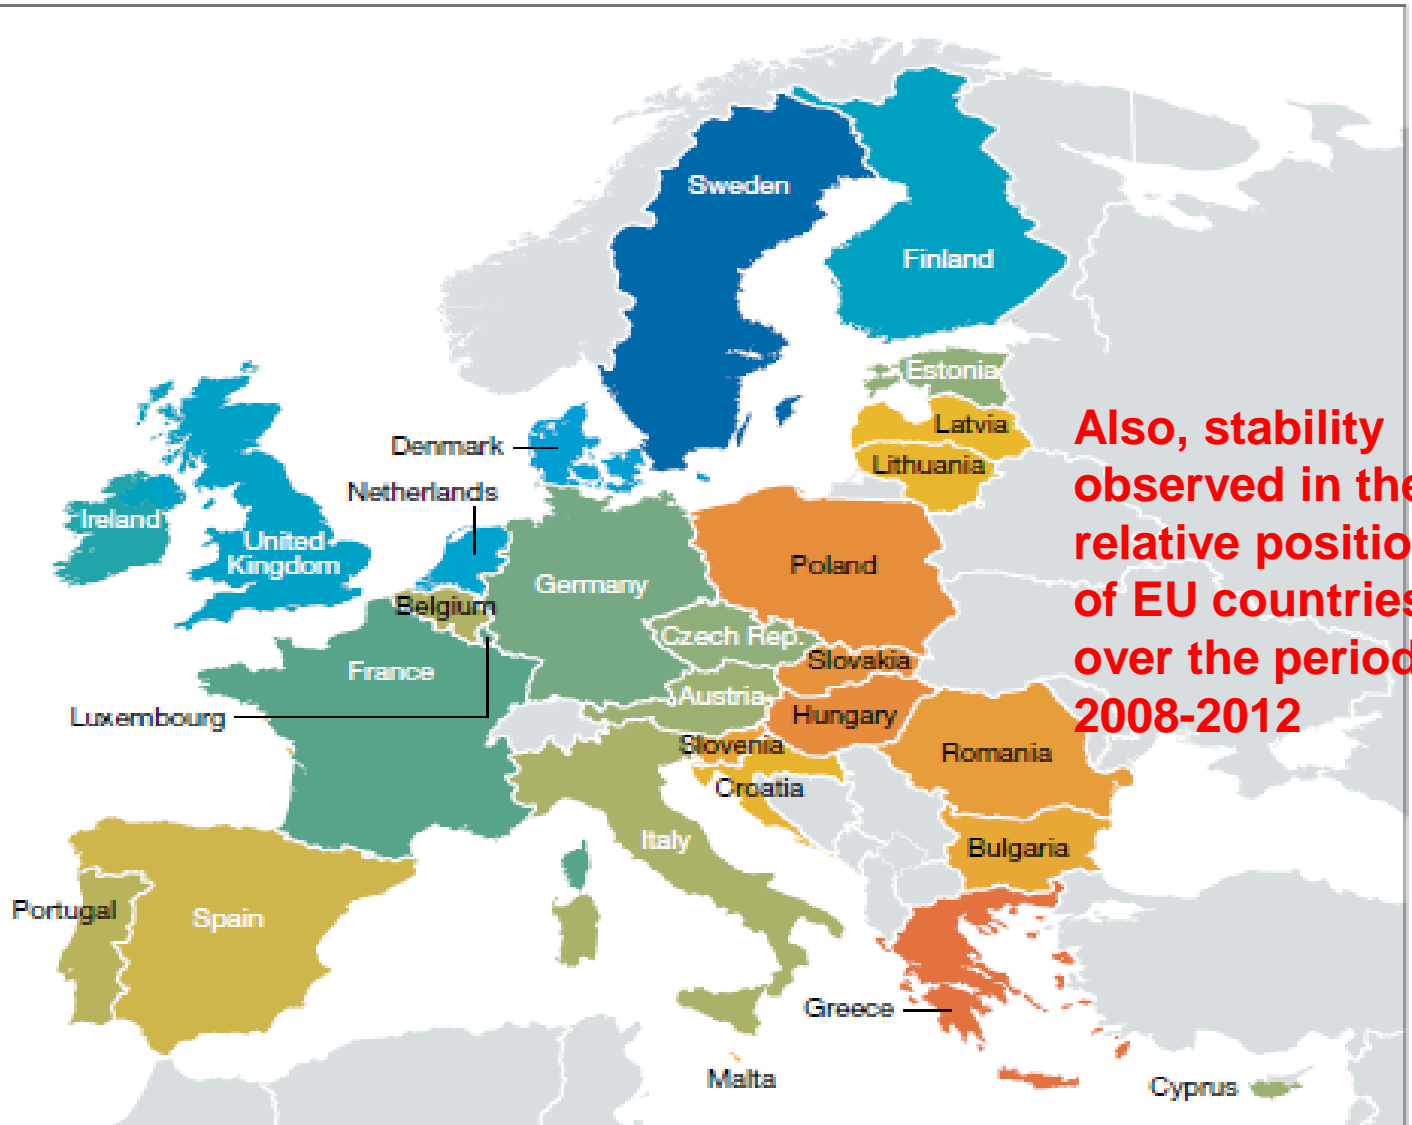 Sweden
Finland
Estonia
Latvia
Lithuania
Denmark
Netherlands
Ireland
United
Kingdom
Belgium
Germany
Poland
Czech Rep.
Slovakia
France
Austria
Luxembourg
Hungary
Slovenia
Romania
Croatia
Italy
Bulgaria
Portugal
Spain
Greece
Malta
Cyprus
Also, stability
observed in the
relative positio
of EU countries
over the period
2008-2012